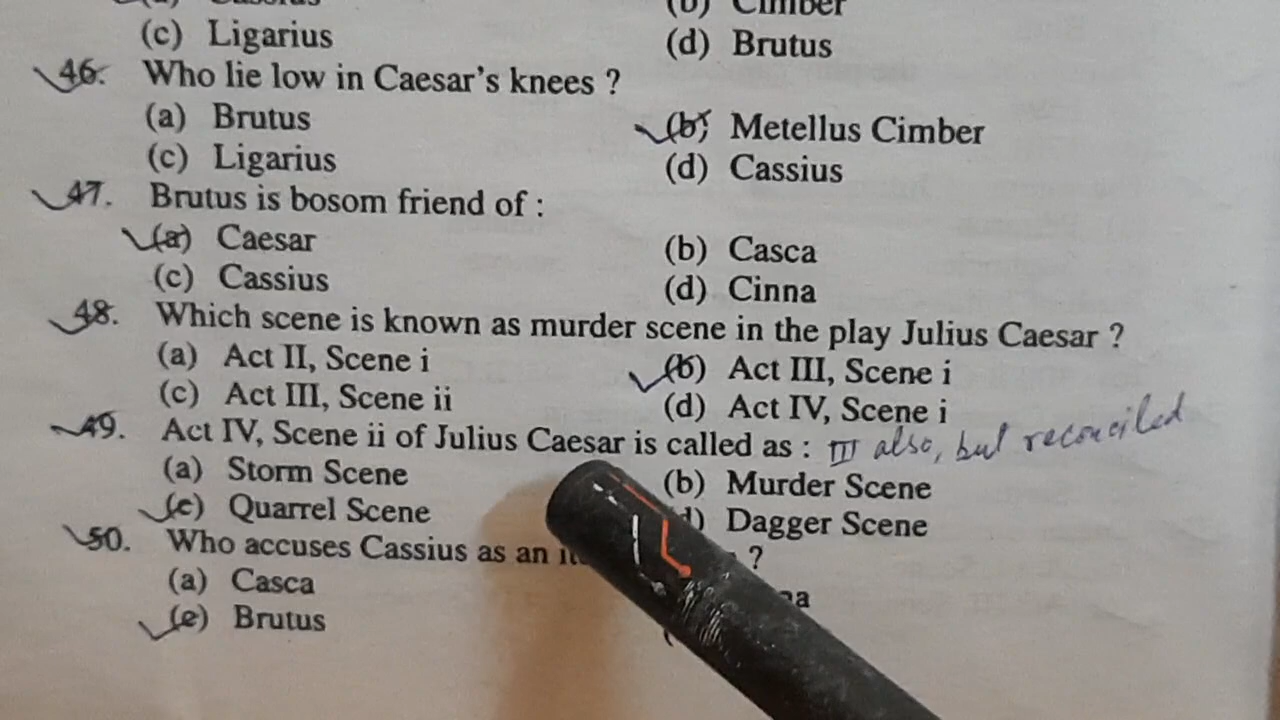 (b) Cimber
(c) Ligarius (d) Brutus
46. Who lie low in Caesar's knees ?
(a) Brutus (b) Metellus Cimber
(c) Ligarius (d) Cassius
47. Brutus is bosom friend of :
(a) Caesar (b) Casca
(c) Cassius (d) Cinna
48. Which scene is known as murder scene in the play Julius Caesar ?
(a) Act II, Scene i (b) Act III, Scene i
(c) Act III, Scene ii (d) Act IV, Scene i
49. Act IV, Scene ii of Julius Caesar is called as : III also, but reconciled
(a) Storm Scene (b) Murder Scene
(c) Quarrel Scene (d) Dagger Scene
50. Who accuses Cassius as an ?
(a) Casca
(c) Brutus